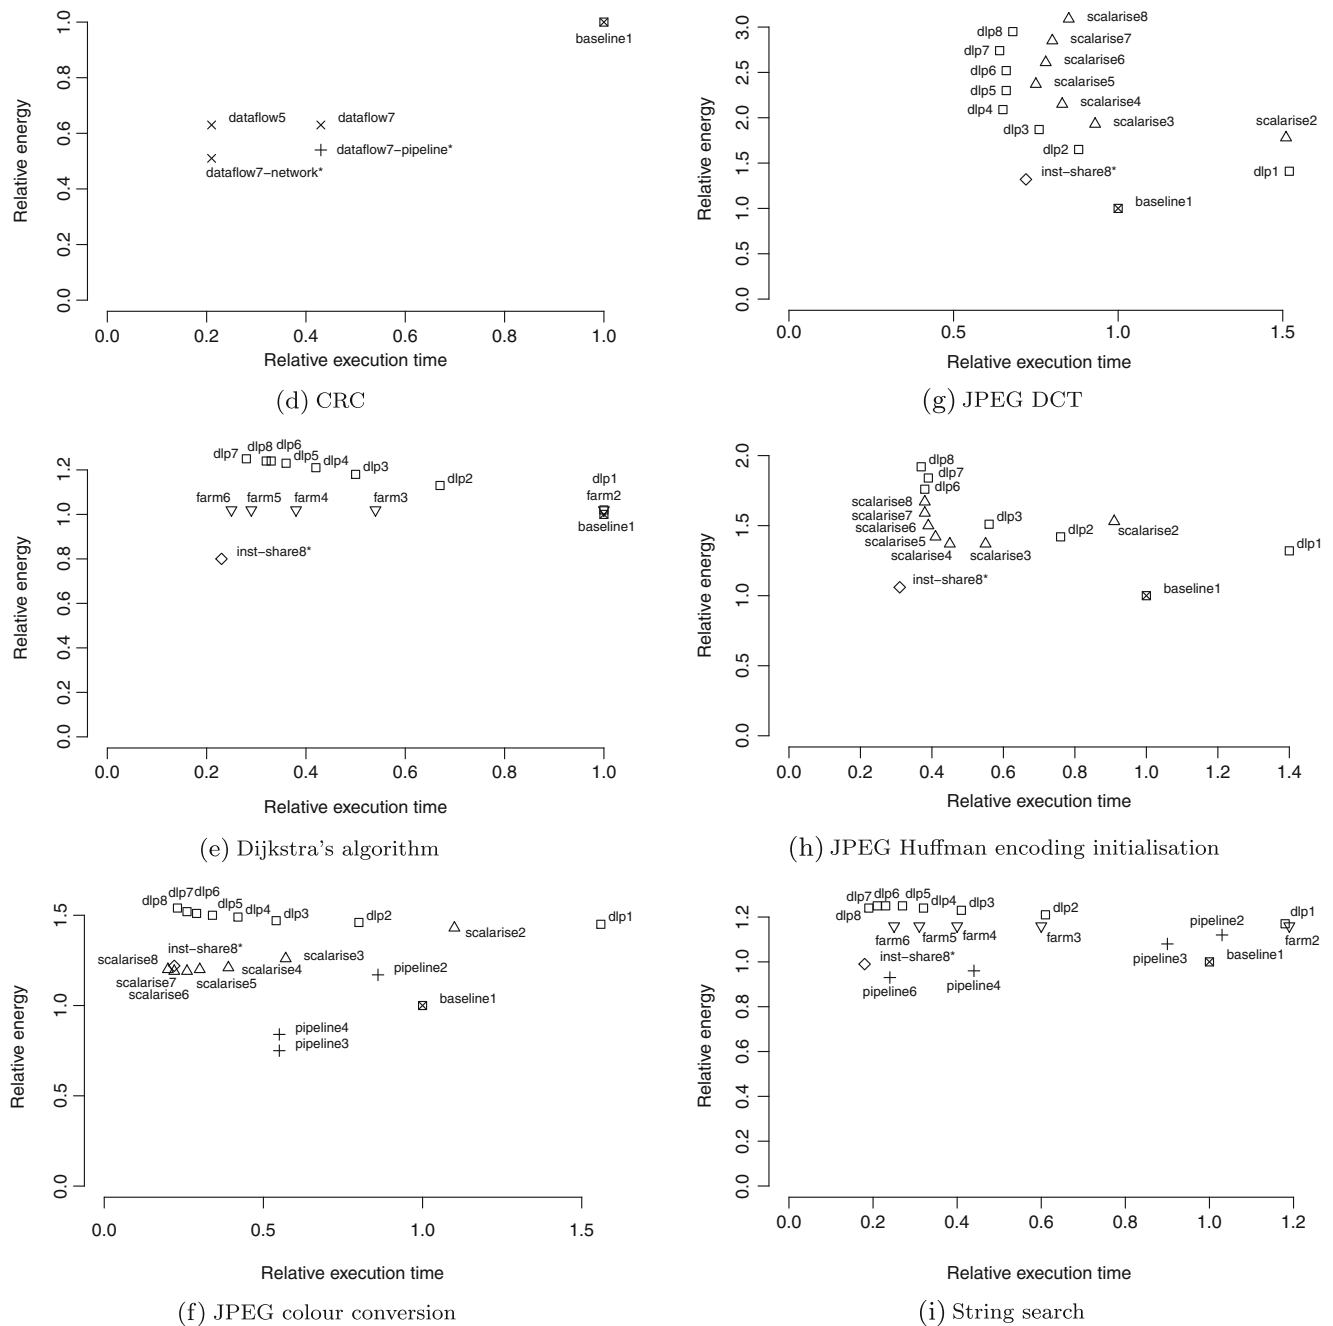 Relative energy
1.0
0.8
0.6
0.4
0.2
0.0
baseline1
dataflow5
dataflow7
dataflow7−pipeline*
dataflow7−network*
0.0 0.2 0.4 0.6 0.8 1.0
Relative execution time
(d) CRC
Relative energy
3.0
2.5
2.0
1.5
1.0
0.5
0.0
scalarise8
dlp8
scalarise7
dlp7
scalarise6
dlp6
scalarise5
dlp5
scalarise4
dlp4
scalarise3
scalarise2
dlp3
dlp2
inst−share8*
dlp1
baseline1
0.0 0.5 1.0 1.5
Relative execution time
(g) JPEG DCT
Relative energy
1.2
1.0
0.8
0.6
0.4
0.2
0.0
dlp7 dlp8 dlp6 dlp5 dlp4 dlp3 dlp2 dlp1
farm6 farm5 farm4 farm3 farm2
baseline1
inst−share8*
0.0 0.2 0.4 0.6 0.8 1.0
Relative execution time
(e) Dijkstra's algorithm
Relative energy
2.0
1.5
1.0
0.5
0.0
dlp8
dlp7
dlp6
scalarise8
scalarise7
scalarise6
scalarise5
scalarise4
scalarise3
dlp3
dlp2
scalarise2
dlp1
inst−share8*
baseline1
0.0 0.2 0.4 0.6 0.8 1.0 1.2 1.4
Relative execution time
(h) JPEG Huffman encoding initialisation
Relative energy
1.5
1.0
0.5
0.0
dlp8 dlp7 dlp6 dlp5 dlp4 dlp3 dlp2 dlp1
scalarise2
inst−share8*
scalarise8
scalarise7
scalarise6
scalarise5
scalarise4
scalarise3
pipeline2
baseline1
pipeline4
pipeline3
0.0 0.5 1.0 1.5
Relative execution time
(f) JPEG colour conversion
Relative energy
1.2
1.0
0.8
0.6
0.4
0.2
0.0
dlp8 dlp7 dlp6 dlp5 dlp4 dlp3 dlp2 dlp1
farm6 farm5 farm4 farm3 farm2
pipeline2
pipeline3
baseline1
inst−share8*
pipeline6
pipeline4
0.0 0.2 0.4 0.6 0.8 1.0 1.2
Relative execution time
(i) String search